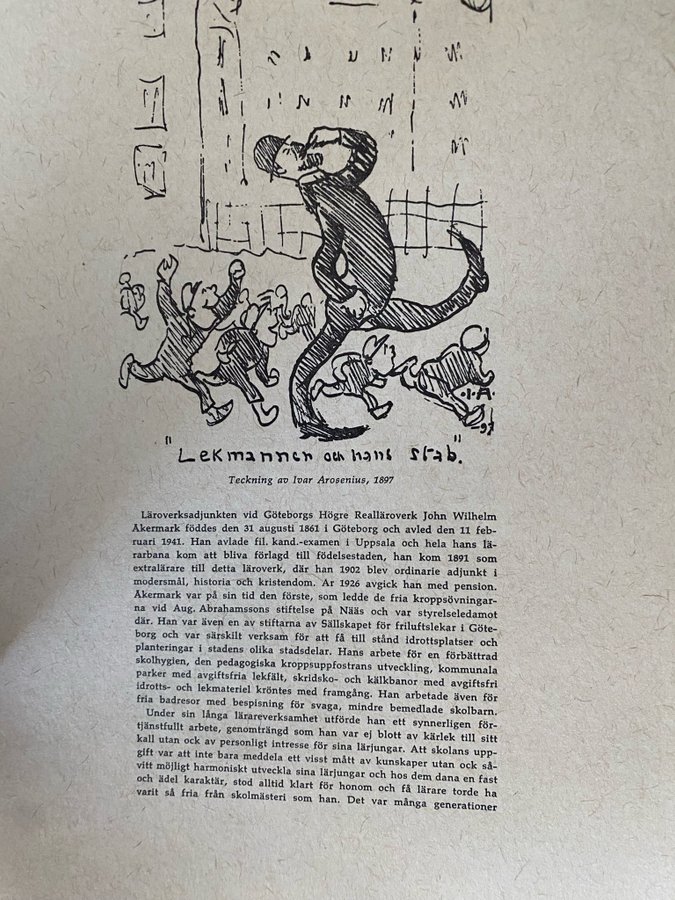 ·I·A·
-97
"Lekmannen och hans stab."
Teckning av Ivar Arosenius, 1897
Läroverksadjunkten vid Göteborgs Högre Realläroverk John Wilhelm
Åkermark föddes den 31 augusti 1861 i Göteborg och avled den 11 feb-
ruari 1941. Han avlade fil. kand.-examen i Uppsala och hela hans lä-
rarbana kom att bliva förlagd till födelsestaden, han kom 1891 som
extralärare till detta läroverk, där han 1902 blev ordinarie adjunkt i
modersmål, historia och kristendom. År 1926 avgick han med pension.
Åkermark var på sin tid den förste, som ledde de fria kroppsövningar-
na vid Aug. Abrahamssons stiftelse på Nääs och var styrelseledamot
där. Han var även en av stiftarna av Sällskapet för friluftslekar i Göte-
borg och var särskilt verksam för att få till stånd idrottsplatser och
planteringar i stadens olika stadsdelar. Hans arbete för en förbättrad
skolhygien, den pedagogiska kroppsuppfostrans utveckling, kommunala
parker med avgiftsfria lekfält, skridsko- och kälkbanor med avgiftsfri
idrotts- och lekmateriel kröntes med framgång. Han arbetade även för
fria badresor med bespisning för svaga, mindre bemedlade skolbarn.
Under sin långa lärareverksamhet utförde han ett synnerligen för-
tjänstfullt arbete, genomträngd som han var ej blott av kärlek till sitt
kall utan ock av personligt intresse för sina lärjungar. Att skolans upp-
gift var att inte bara meddela ett visst mått av kunskaper utan ock så-
vitt möjligt harmoniskt utveckla sina lärjungar och hos dem dana en fast
och ädel karaktär, stod alltid klart för honom och få lärare torde ha
varit så fria från skolmästeri som han. Det var många generationer